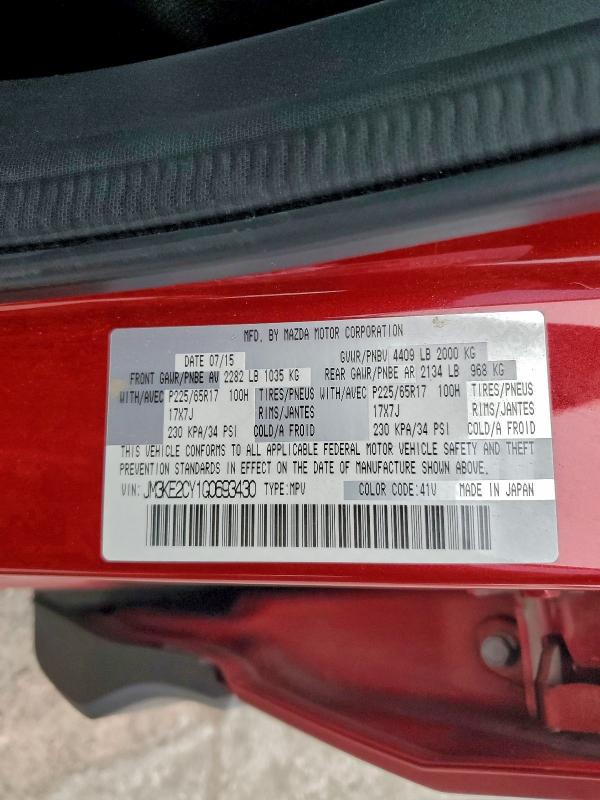 MFD. BY MAZDA MOTOR CORPORATION
DATE 07/15 GVWR/PNBV 4409 LB 2000 KG
FRONT GAWR/PNBE AV 2282 LB 1035 KG REAR GAWR/PNBE AR 2134 LB 968 KG
WITH/AVEC P225/65R17 100H TIRES/PNEUS WITH/AVEC P225/65R17 100H TIRES/PNEUS
17X7J RIMS/JANTES 17X7J RIMS/JANTES
230 KPA/34 PSI COLD/A FROID 230 KPA/34 PSI COLD/A FROID
THIS VEHICLE CONFORMS TO ALL APPLICABLE FEDERAL MOTOR VEHICLE SAFETY AND THEFT
PREVENTION STANDARDS IN EFFECT ON THE DATE OF MANUFACTURE SHOWN ABOVE.
VIN: JM3KE2CY1G0693430 TYPE:MPV COLOR CODE:41V MADE IN JAPAN